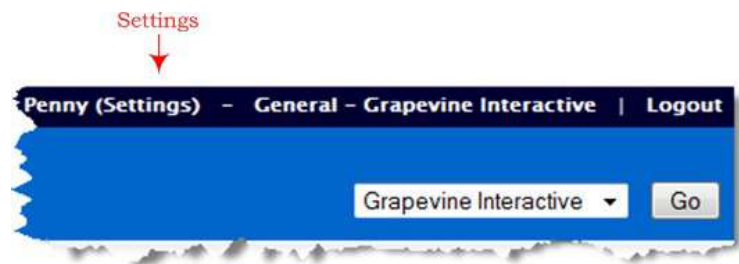 Settings
Penny (Settings) – General – Grapevine Interactive | Logout
Grapevine Interactive Go